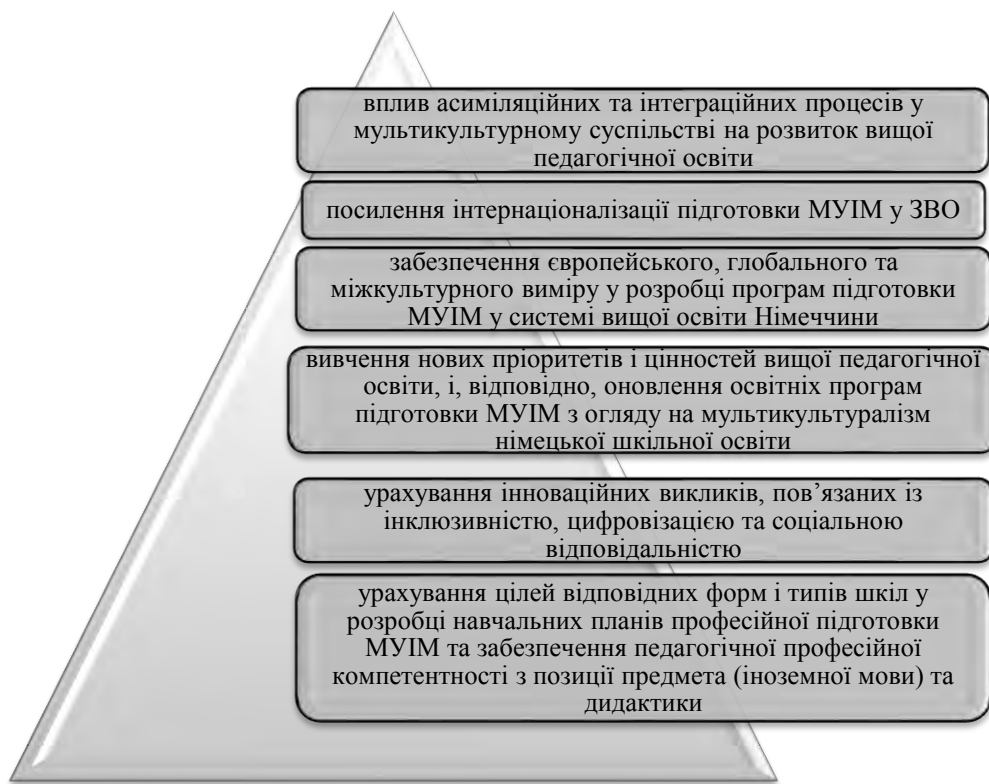 вплив асиміляційних та інтеграційних процесів у
мультикультурному суспільстві на розвиток вищої
педагогічної освіти
посилення інтернаціоналізації підготовки МУІМ у ЗВО
забезпечення європейського, глобального та
міжкультурного виміру у розробці програм підготовки
МУІМ у системі вищої освіти Німеччини
вивчення нових пріоритетів і цінностей вищої педагогічної
освіти, і, відповідно, оновлення освітніх програм
підготовки МУІМ з огляду на мультикультуралізм
німецької шкільної освіти
урахування інноваційних викликів, пов’язаних із
інклюзивністю, цифровізацією та соціальною
відповідальністю
урахування цілей відповідних форм і типів шкіл у
розробці навчальних планів професійної підготовки
МУІМ та забезпечення педагогічної професійної
компетентності з позиції предмета (іноземної мови) та
дидактики